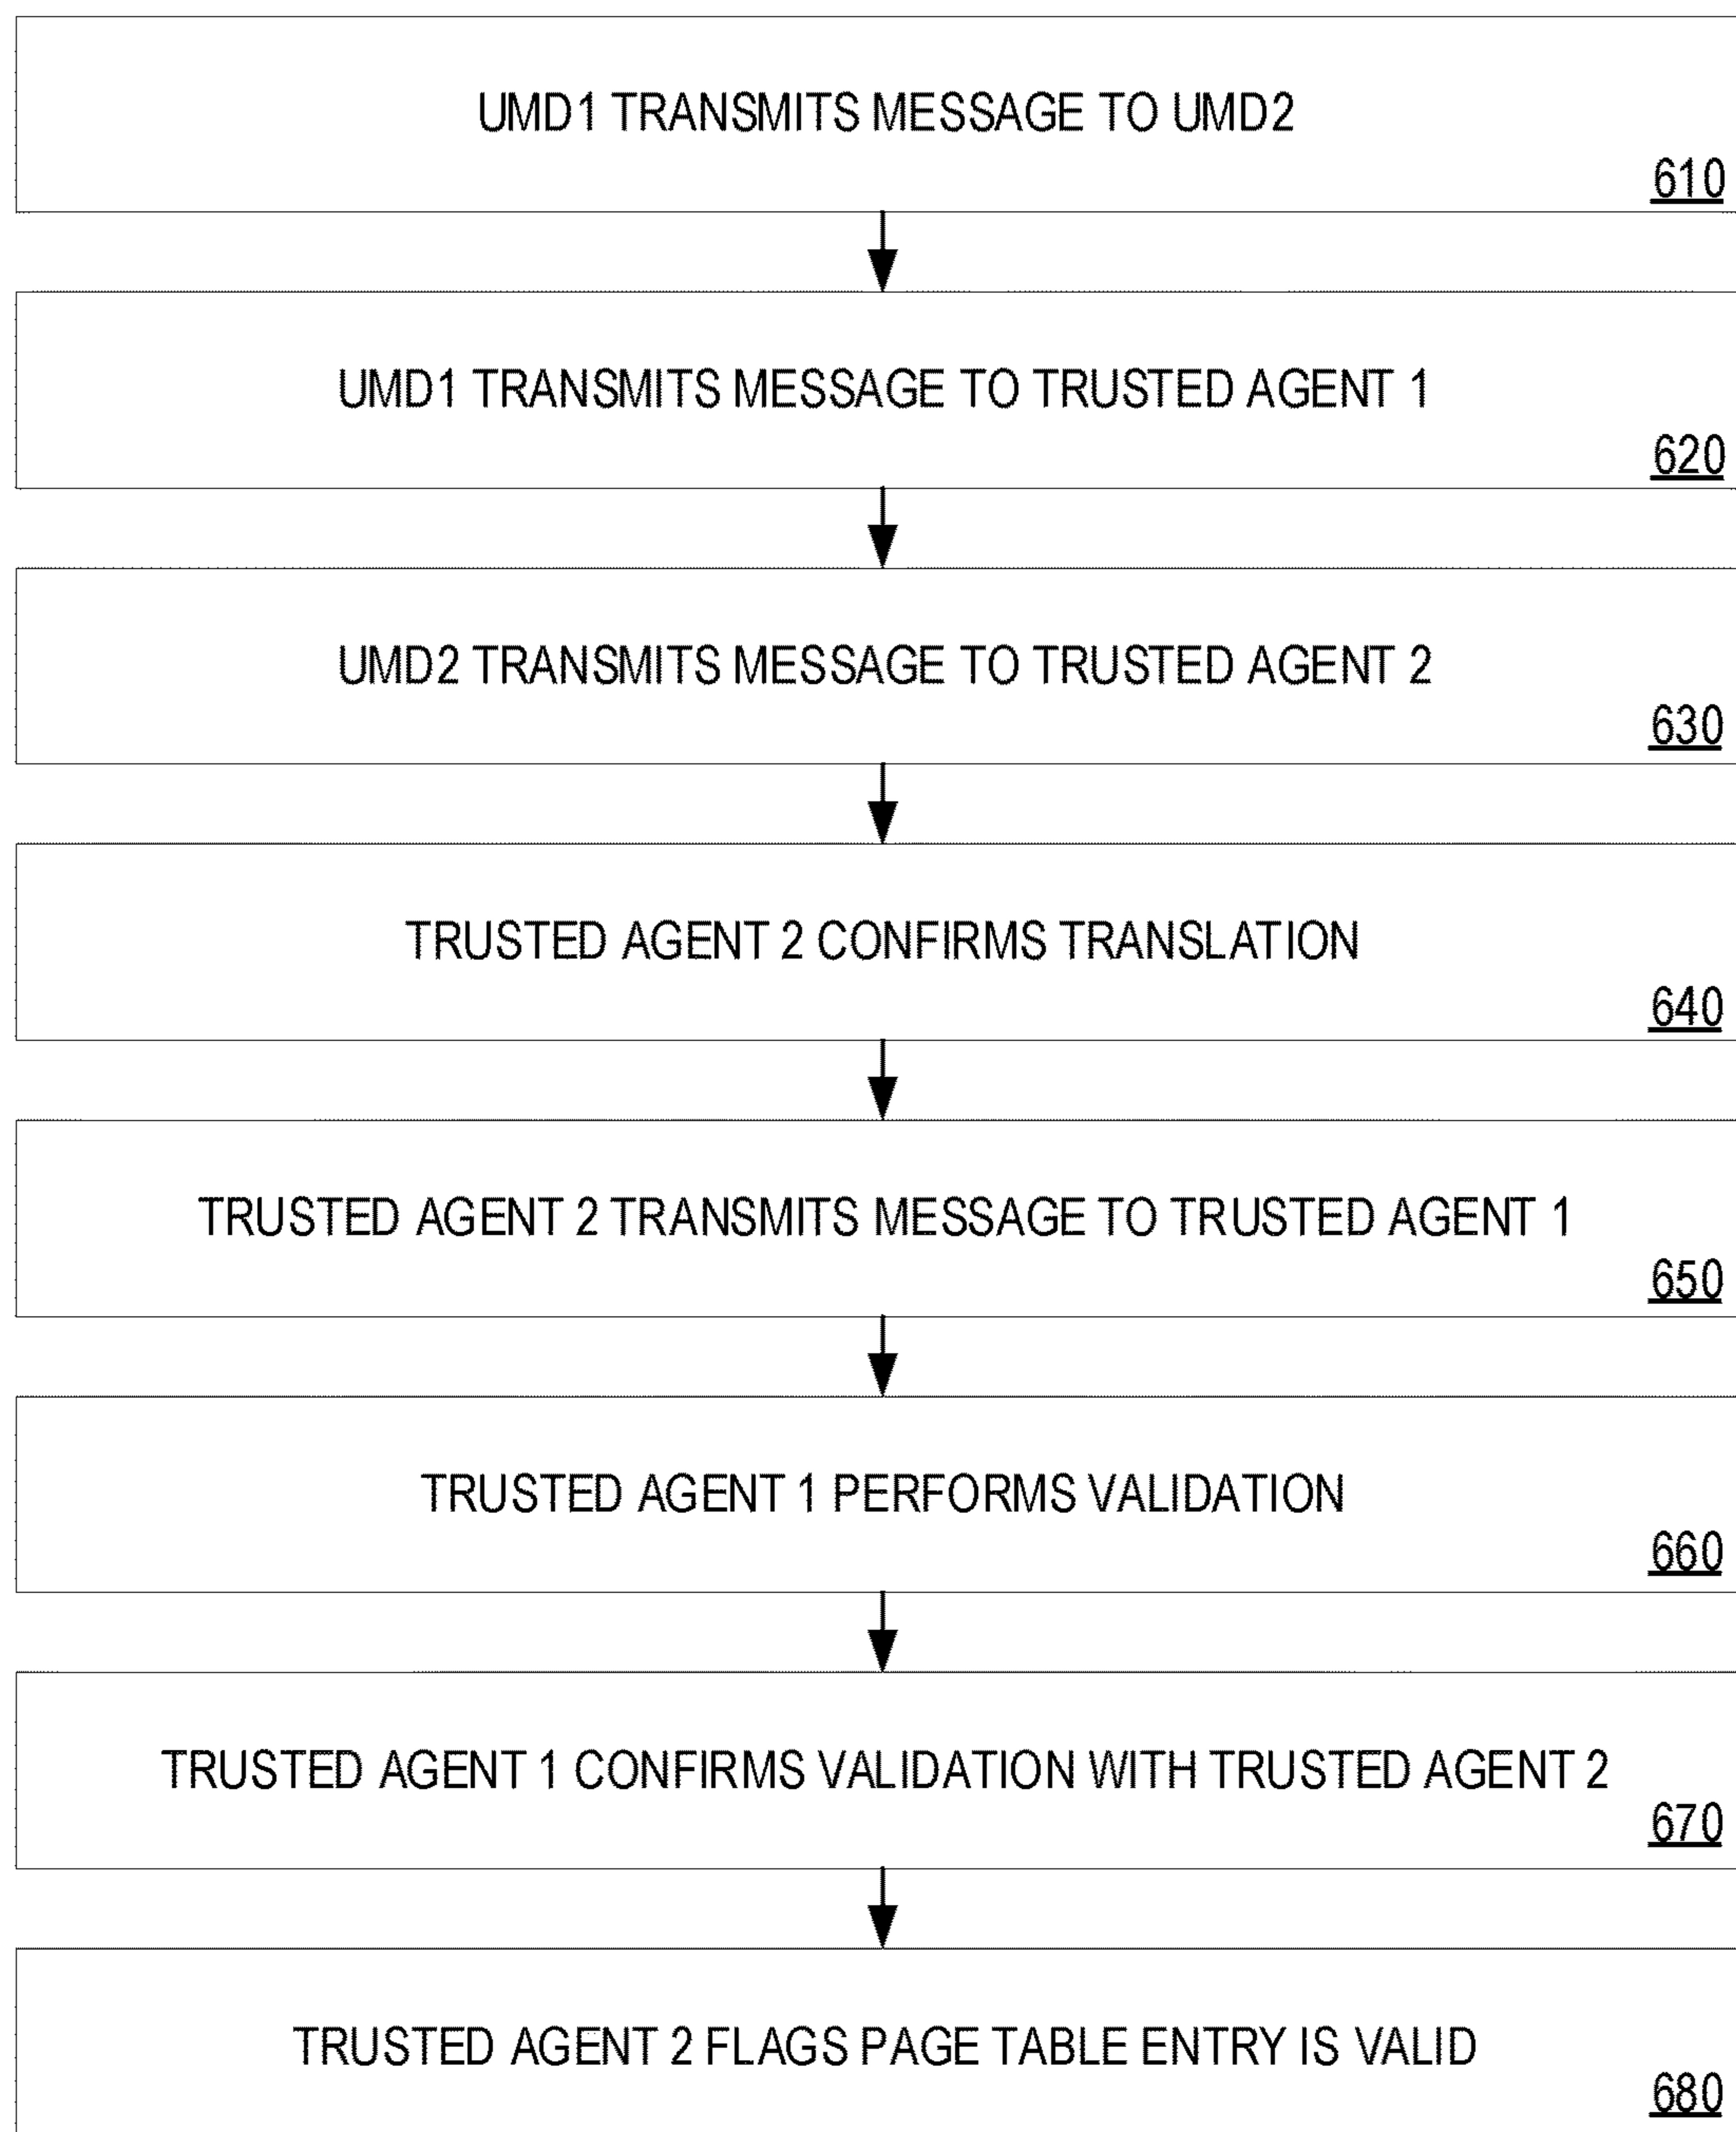 UMD1 TRANSMITS MESSAGE TO UMD2
610
UMD1 TRANSMITS MESSAGE TO TRUSTED AGENT 1
620
UMD2 TRANSMITS MESSAGE TO TRUSTED AGENT 2
630
TRUSTED AGENT 2 CONFIRMS TRANSLATION
640
TRUSTED AGENT 2 TRANSMITS MESSAGE TO TRUSTED AGENT 1
650
TRUSTED AGENT 1 PERFORMS VALIDATION
660
TRUSTED AGENT 1 CONFIRMS VALIDATION WITH TRUSTED AGENT 2
670
TRUSTED AGENT 2 FLAGS PAGE TABLE ENTRY IS VALID
680